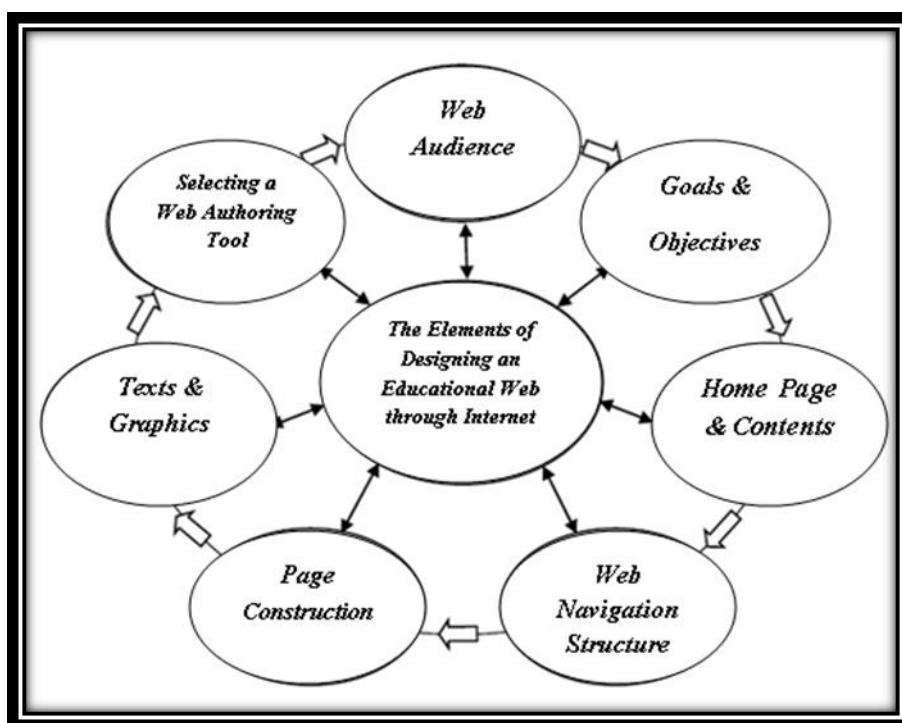 Web
Audience
Goals &
Objectives
Home Page
& Contents
Web
Navigation
Structure
Page
Construction
Texts &
Graphics
Selecting a
Web Authoring
Tool
The Elements of
Designing an
Educational Web
through Internet